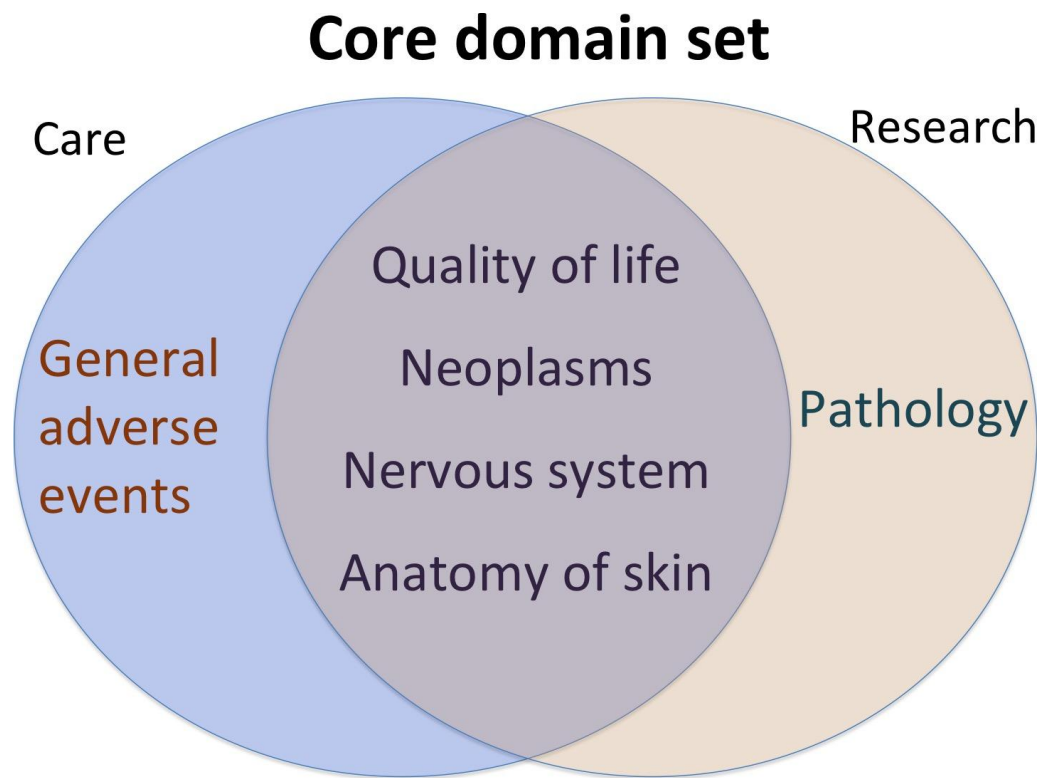 Core domain set
Care
Research
Quality of life
General
adverse
events
Neoplasms
Pathology
Nervous system
Anatomy of skin